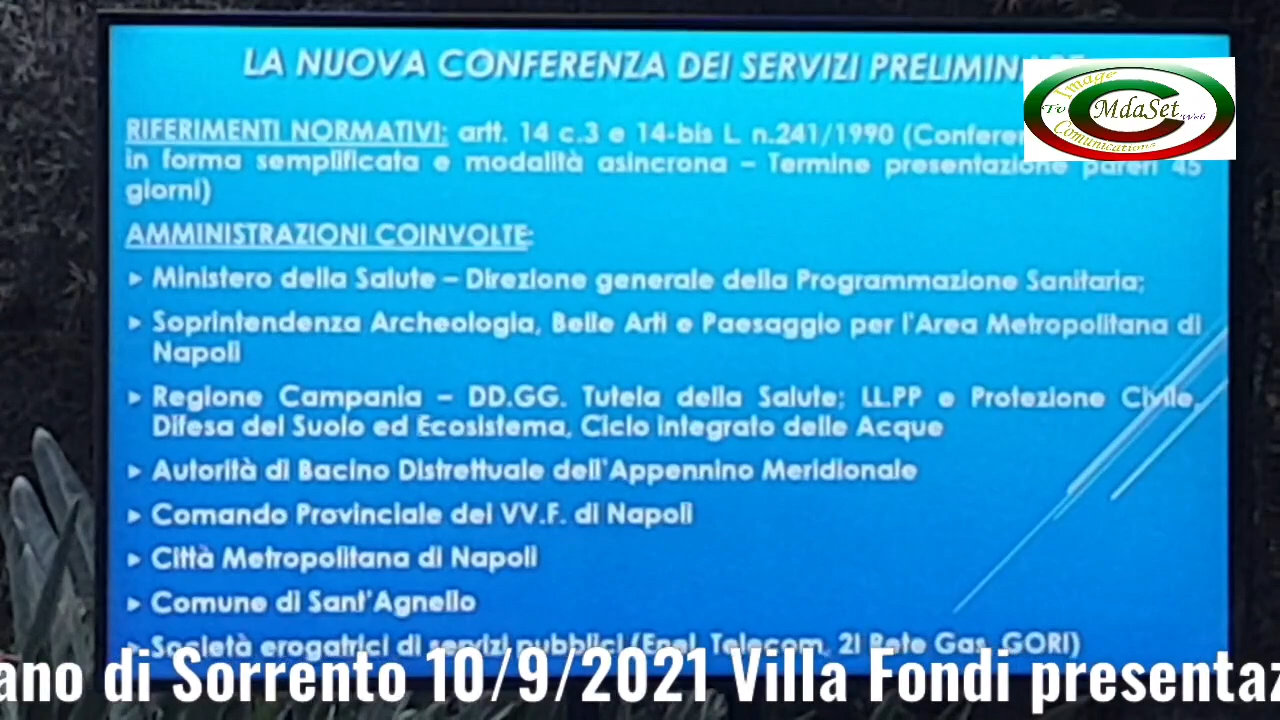 LA NUOVA CONFERENZA DEI SERVIZI
Image
Tv MdaSet Web
Comunications
RIFERIMENTI NORMATIVI: artt. 14 c.3 e 14-bis L. n.241/1990
in forma semplificata e modalità asincrona – Termine presentazione pareri 45
giorni)
AMMINISTRAZIONI COINVOLTE:
▸ Ministero della Salute – Direzione generale della Programmazione Sanitaria;
▸ Soprintendenza Archeologia, Belle Arti e Paesaggio per l'Area Metropolitana di
Napoli
▸ Regione Campania – DD.GG. Tutela della Salute; LL.PP e Protezione Civile,
Difesa del Suolo ed Ecosistema, Ciclo integrato delle Acque
▸ Autorità di Bacino Distrettuale dell'Appennino Meridionale
▸ Comando Provinciale dei VV.F. di Napoli
▸ Città Metropolitana di Napoli
▸ Comune di Sant'Agnello
▸ Società erogatrici di servizi pubblici (Enel, Telecom, 2i Rete Gas, GORI)
ano di Sorrento 10/9/2021 Villa Fondi presentaz